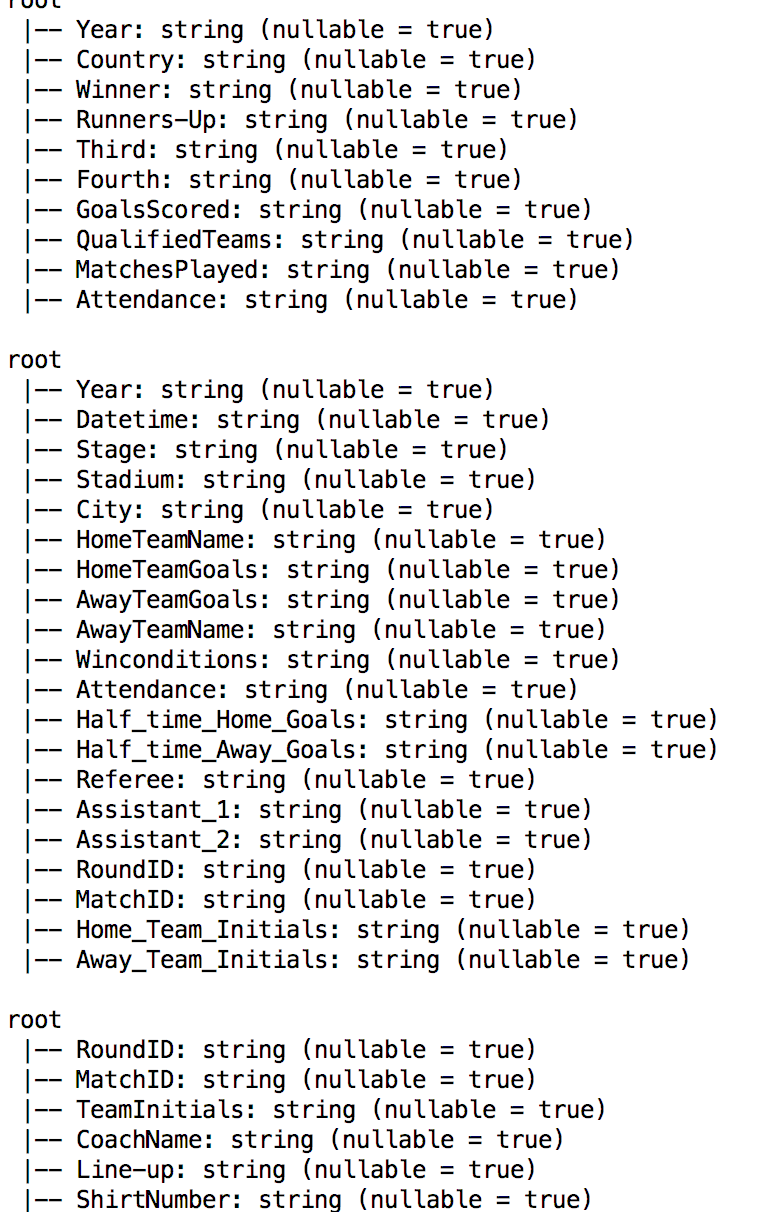 root
 |-- Year: string (nullable = true)
 |-- Country: string (nullable = true)
 |-- Winner: string (nullable = true)
 |-- Runners-Up: string (nullable = true)
 |-- Third: string (nullable = true)
 |-- Fourth: string (nullable = true)
 |-- GoalsScored: string (nullable = true)
 |-- QualifiedTeams: string (nullable = true)
 |-- MatchesPlayed: string (nullable = true)
 |-- Attendance: string (nullable = true)

root
 |-- Year: string (nullable = true)
 |-- Datetime: string (nullable = true)
 |-- Stage: string (nullable = true)
 |-- Stadium: string (nullable = true)
 |-- City: string (nullable = true)
 |-- HomeTeamName: string (nullable = true)
 |-- HomeTeamGoals: string (nullable = true)
 |-- AwayTeamGoals: string (nullable = true)
 |-- AwayTeamName: string (nullable = true)
 |-- Winconditions: string (nullable = true)
 |-- Attendance: string (nullable = true)
 |-- Half_time_Home_Goals: string (nullable = true)
 |-- Half_time_Away_Goals: string (nullable = true)
 |-- Referee: string (nullable = true)
 |-- Assistant_1: string (nullable = true)
 |-- Assistant_2: string (nullable = true)
 |-- RoundID: string (nullable = true)
 |-- MatchID: string (nullable = true)
 |-- Home_Team_Initials: string (nullable = true)
 |-- Away_Team_Initials: string (nullable = true)

root
 |-- RoundID: string (nullable = true)
 |-- MatchID: string (nullable = true)
 |-- TeamInitials: string (nullable = true)
 |-- CoachName: string (nullable = true)
 |-- Line-up: string (nullable = true)
 |-- ShirtNumber: string (nullable = true)